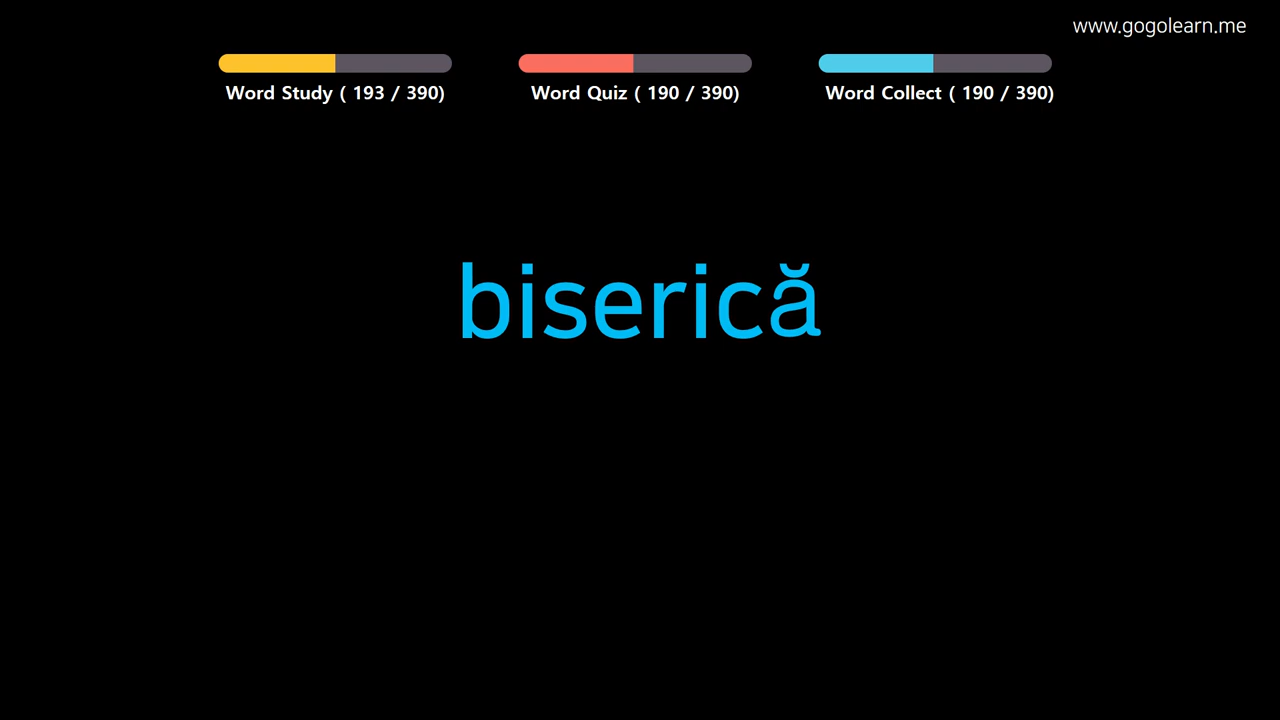 www.gogolearn.me
Word Study ( 193 / 390)
Word Quiz ( 190 / 390)
Word Collect ( 190 / 390)
biserică